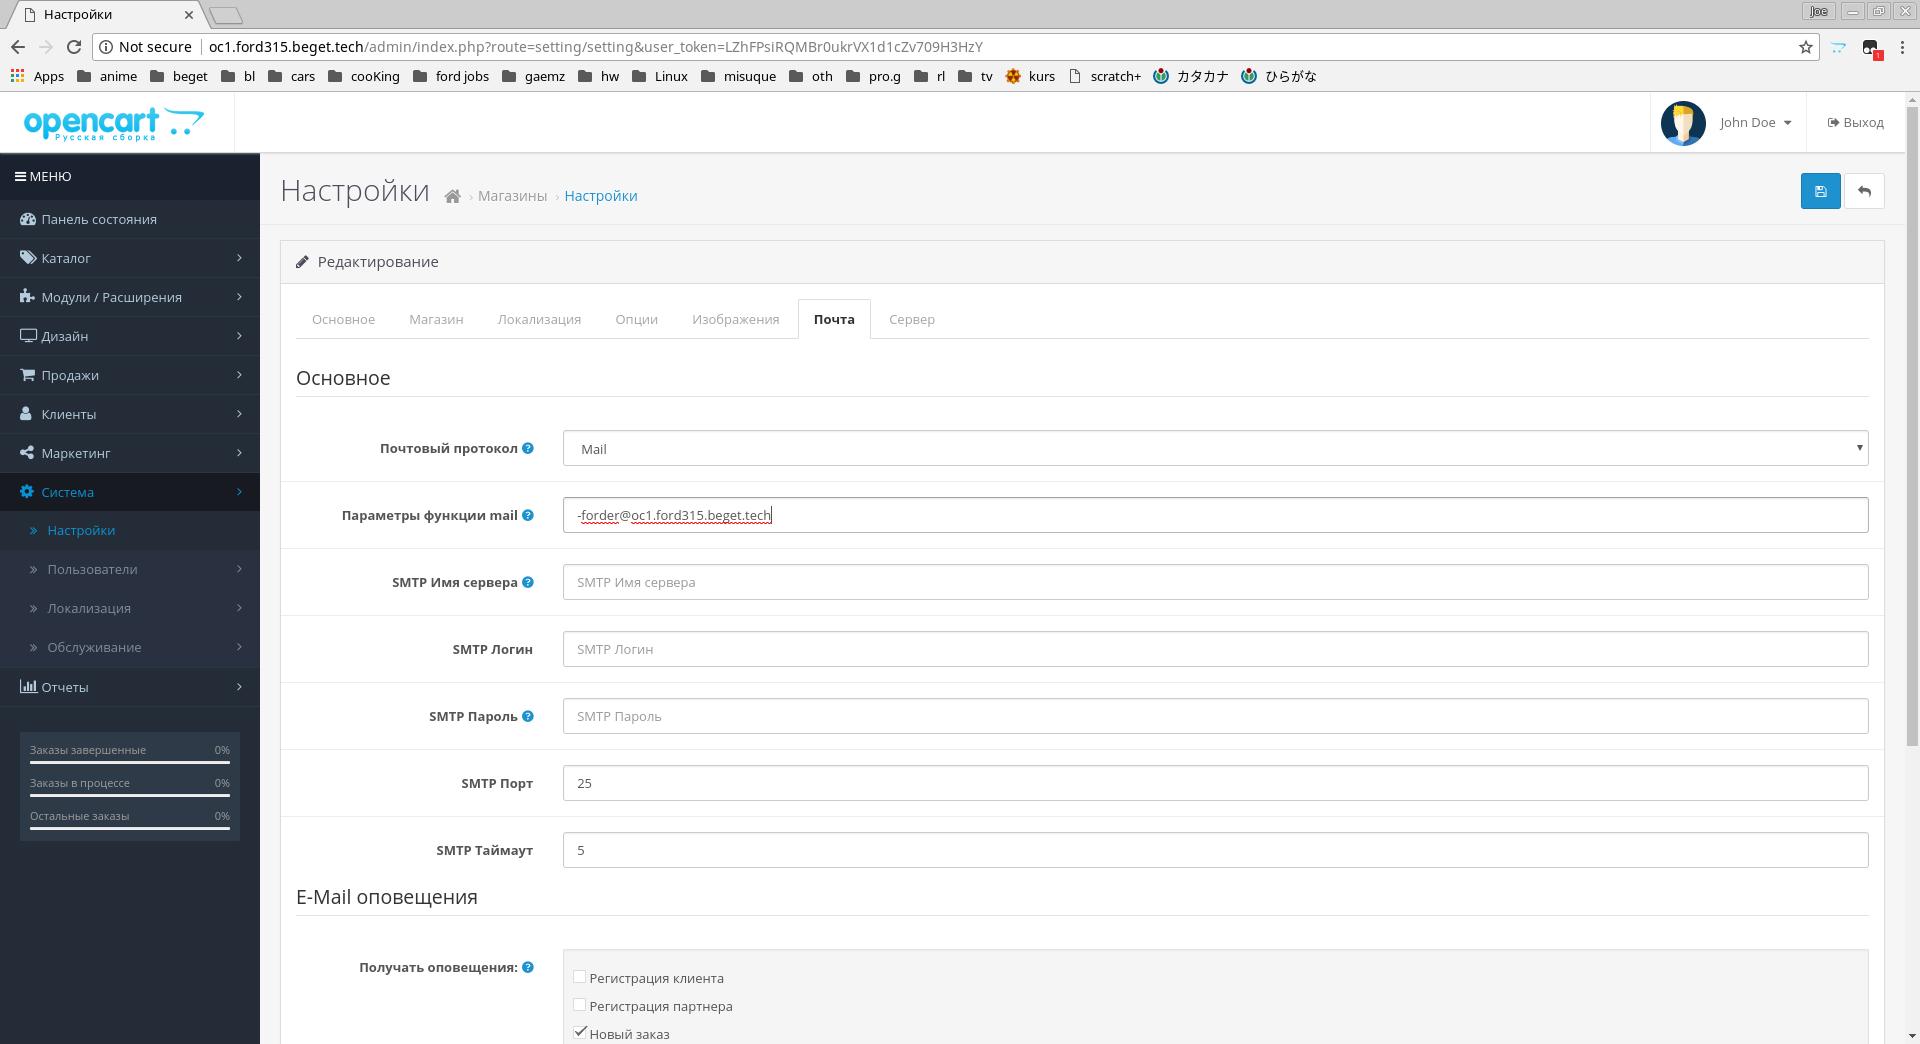 Настройки
Joe
Not secure
oc1.ford315.beget.tech/admin/index.php?route=setting/setting&user_token=LZhFPsiRQMBr0ukrVX1d1cZv709H3HzY
1
Apps anime beget bl cars cooKing ford jobs gaemz hw Linux misuque oth pro.g rl tv kurs scratch+ カタカナ ひらがな
opencart
Русская сборка
John Doe
Выход
МЕНЮ
Панель состояния
Каталог
Модули / Расширения
Дизайн
Продажи
Клиенты
Маркетинг
Система
Настройки
Пользователи
Локализация
Обслуживание
Отчеты
Заказы завершенные 0%
Заказы в процессе 0%
Остальные заказы 0%
Настройки
Магазины › Настройки
Редактирование
Основное Магазин Локализация Опции Изображения Почта Сервер
Основное
Почтовый протокол Mail
Параметры функции mail -forder@oc1.ford315.beget.tech
SMTP Имя сервера SMTP Имя сервера
SMTP Логин SMTP Логин
SMTP Пароль SMTP Пароль
SMTP Порт 25
SMTP Таймаут 5
E-Mail оповещения
Получать оповещения:
Регистрация клиента
Регистрация партнера
Новый заказ